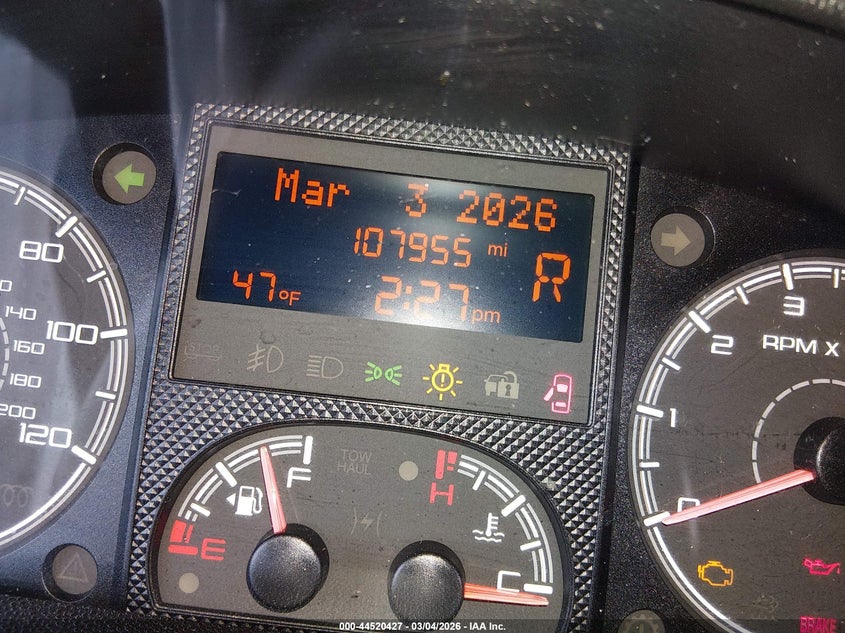 Mar 3 2026
107955 mi
R
47°F
2:27 pm
80
100
120
140
160
180
200
TOW
HAUL
F
E
H
C
3
2
1
0
RPM X
BRAKE
000-44520427 - 03/04/2026 - IAA Inc.